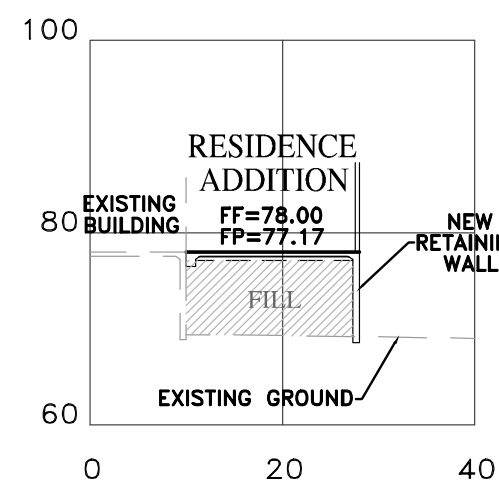 100
RESIDENCE
ADDITION
EXISTING
BUILDING
80
FF=78.00
FP=77.17
NEW
WALL
FILL
EXISTING GROUND
60
0
20
40